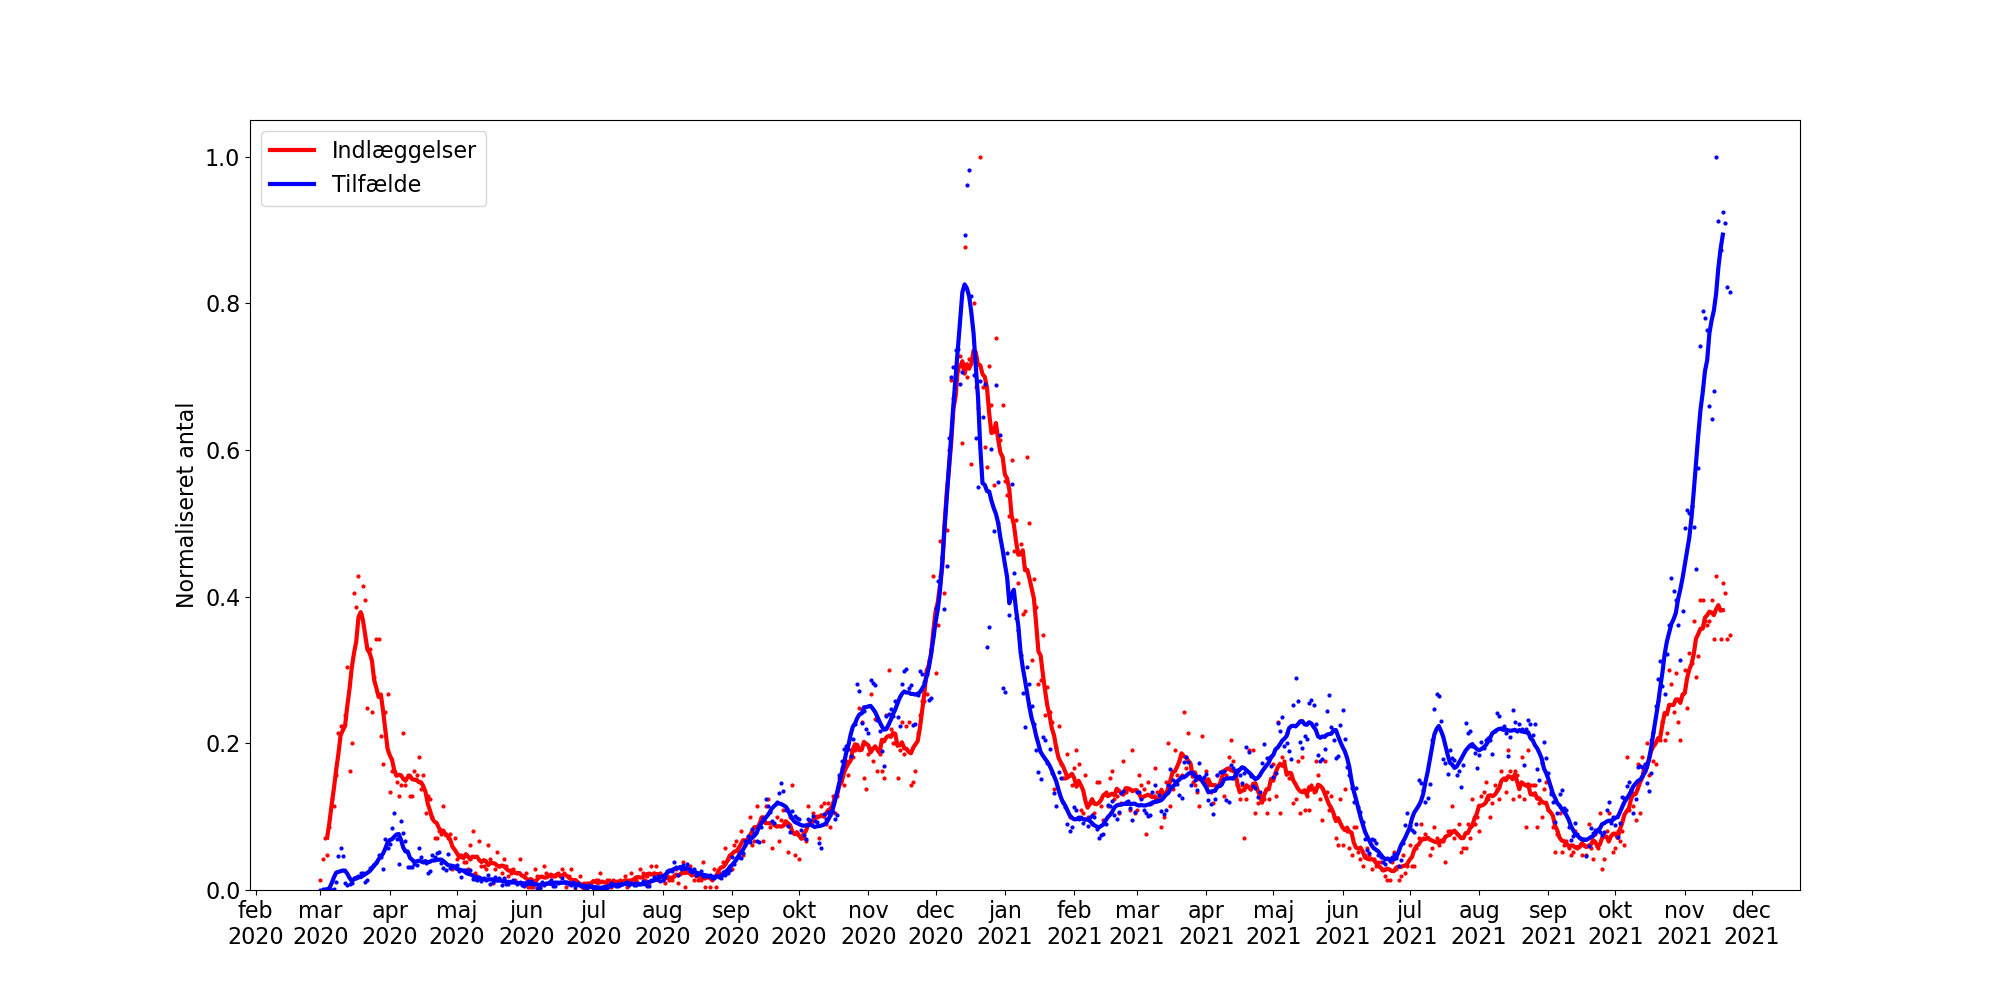 Indlæggelser
Tilfælde
Normaliseret antal
1.0
0.8
0.6
0.4
0.2
0.0
feb mar apr maj jun jul aug sep okt nov dec jan feb mar apr maj jun jul aug sep okt nov dec
2020 2020 2020 2020 2020 2020 2020 2020 2020 2020 2020 2021 2021 2021 2021 2021 2021 2021 2021 2021 2021 2021 2021